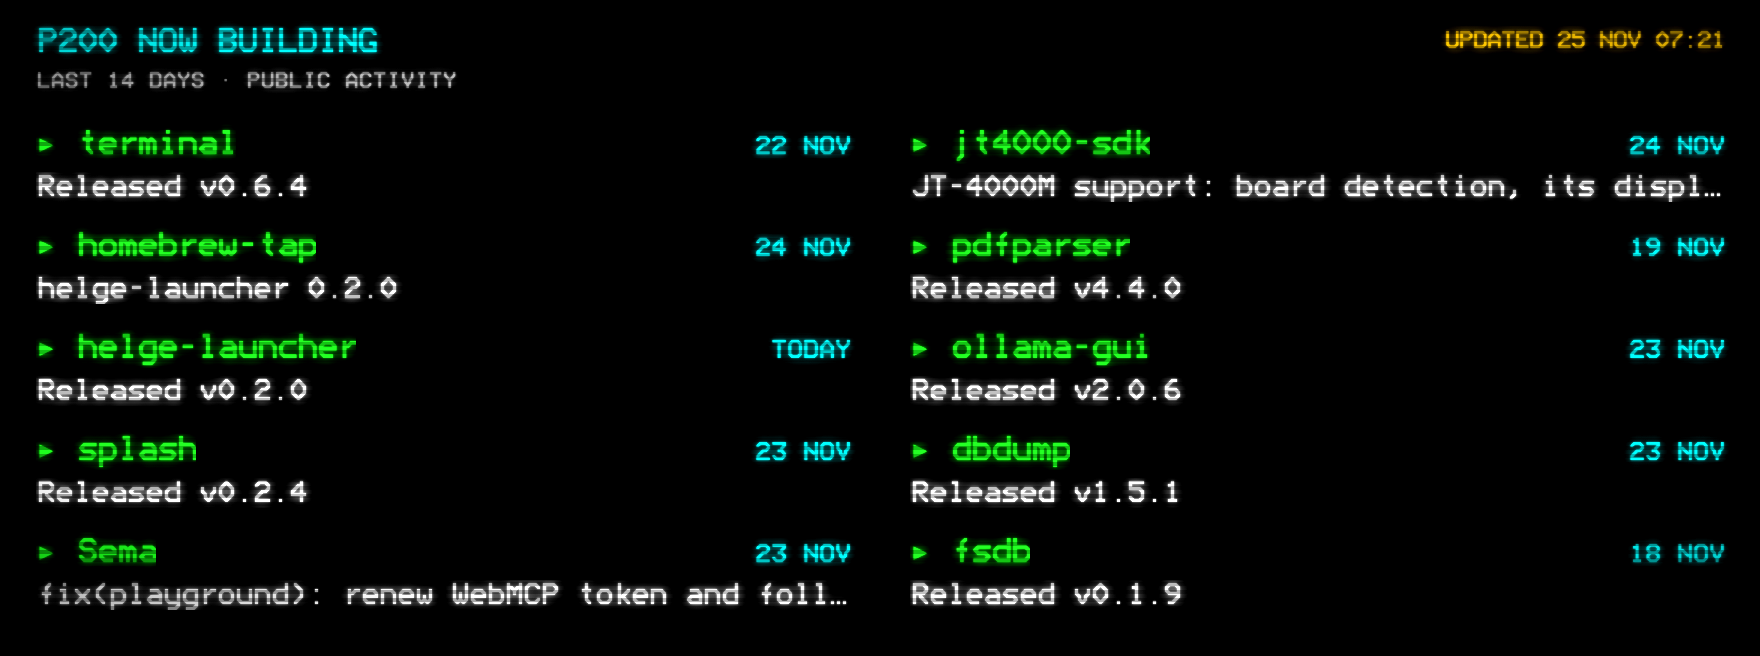 P200 NOW BUILDING
UPDATED 25 NOV 07:21
LAST 14 DAYS · PUBLIC ACTIVITY
► terminal 22 NOV
Released v0.6.4
► homebrew-tap 24 NOV
helge-launcher 0.2.0
► helge-launcher TODAY
Released v0.2.0
► splash 23 NOV
Released v0.2.4
► Sema 23 NOV
fix(playground): renew WebMCP token and foll…
► jt4000-sdk 24 NOV
JT-4000M support: board detection, its displ…
► pdfparser 19 NOV
Released v4.4.0
► ollama-gui 23 NOV
Released v2.0.6
► dbdump 23 NOV
Released v1.5.1
► fsdb 18 NOV
Released v0.1.9